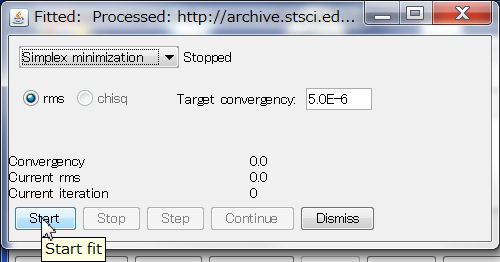 Fitted: Processed: http://archive.stsci.ed...
Simplex minimization Stopped
rms chisq Target convergency: 5.0E-6
Convergency 0.0
Current rms 0.0
Current iteration 0
Start Stop Step Continue Dismiss
Start fit